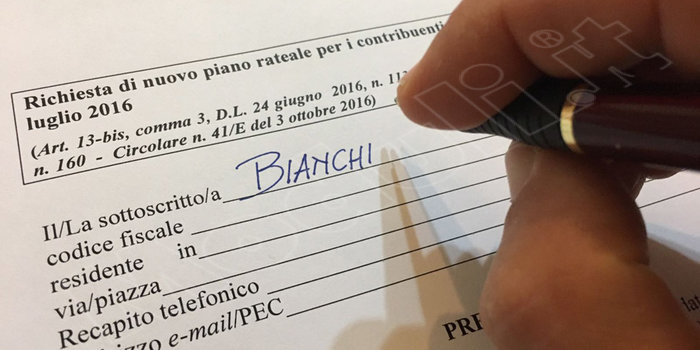 Richiesta di nuovo piano rateale per i contribuenti
luglio 2016
(Art. 13-bis, comma 3, D.L. 24 giugno 2016, n. 11
n. 160 - Circolare n. 41/E del 3 ottobre 2016)
Il/La sottoscritto/a BIANCHI
codice fiscale
residente in
via/piazza
Recapito telefonico
e-mail/PEC